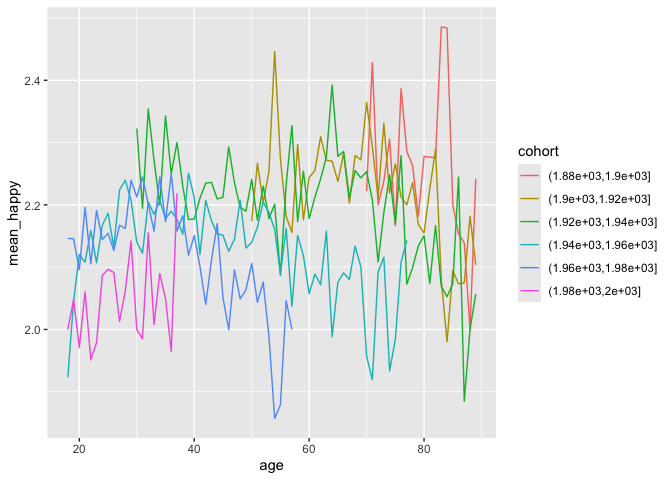 2.4
2.2
2.0
mean_happy
20
40
60
80
age
cohort
(1.88e+03,1.9e+03]
(1.9e+03,1.92e+03]
(1.92e+03,1.94e+03]
(1.94e+03,1.96e+03]
(1.96e+03,1.98e+03]
(1.98e+03,2e+03]